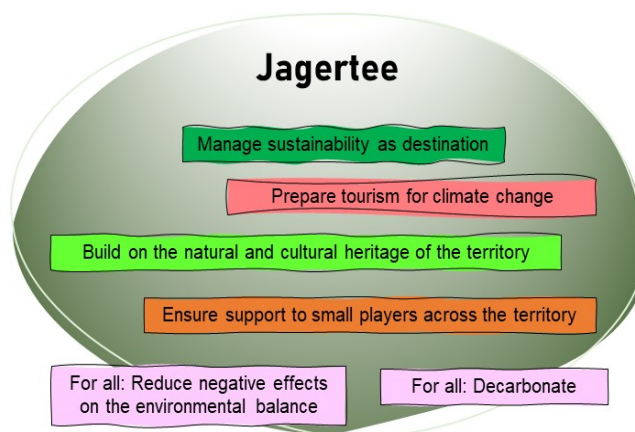 Jagertee
Manage sustainability as destination
Prepare tourism for climate change
Build on the natural and cultural heritage of the territory
Ensure support to small players across the territory
For all: Reduce negative effects
on the environmental balance
For all: Decarbonate